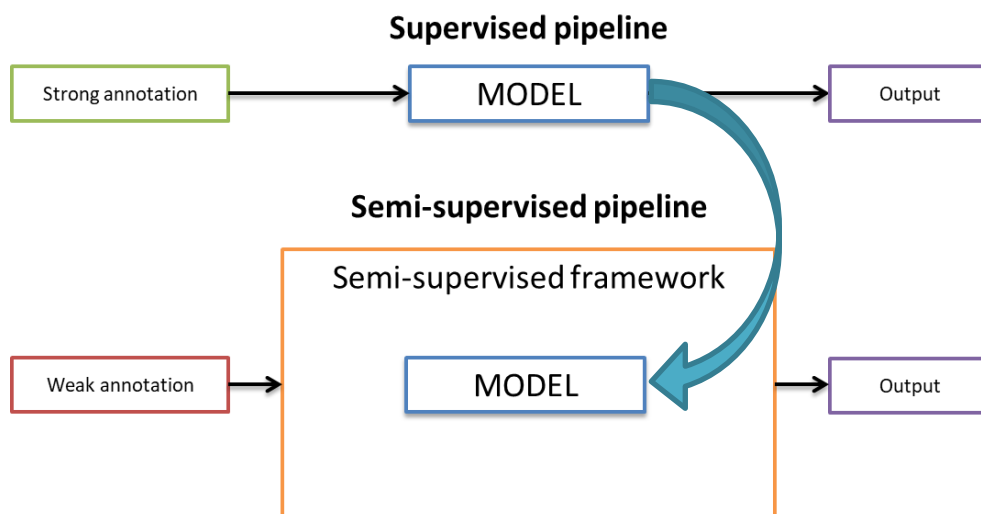 Supervised pipeline
Strong annotation
MODEL
Output
Semi-supervised pipeline
Semi-supervised framework
Weak annotation
MODEL
Output